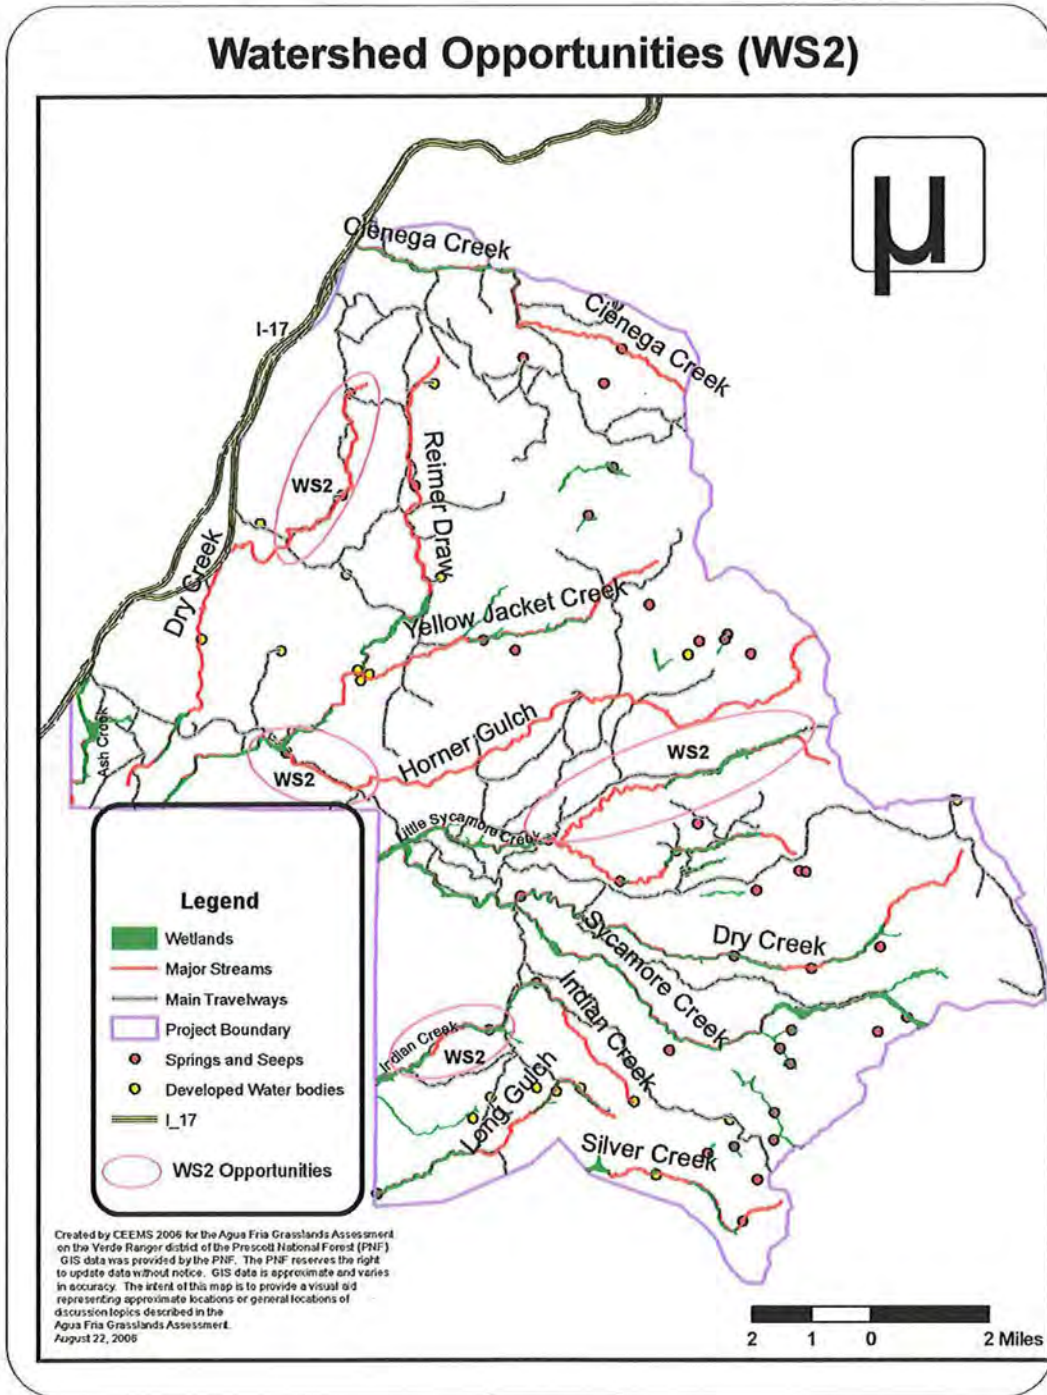 Watershed Opportunities (WS2)
µ
Cienega Creek
Cienega Creek
I-17
WS2
Reimer Draw
Dry Creek
Yellow Jacket Creek
Ash Creek
Horner Gulch
WS2
WS2
Little Sycamore Creek
Sycamore Creek
Dry Creek
Indian Creek
Indian Creek
WS2
Long Gulch
Silver Creek
Legend
Wetlands
Major Streams
Main Travelways
Project Boundary
Springs and Seeps
Developed Water bodies
I_17
WS2 Opportunities
Created by CEEMS 2006 for the Agua Fria Grasslands Assessment
on the Verde Ranger district of the Prescott National Forest (PNF)
GIS data was provided by the PNF. The PNF reserves the right
to update data without notice. GIS data is approximate and varies
in accuracy. The intent of this map is to provide a visual aid
representing approximate locations or general locations of
discussion topics described in the
Agua Fria Grasslands Assessment.
August 22, 2006
2 1 0 2 Miles